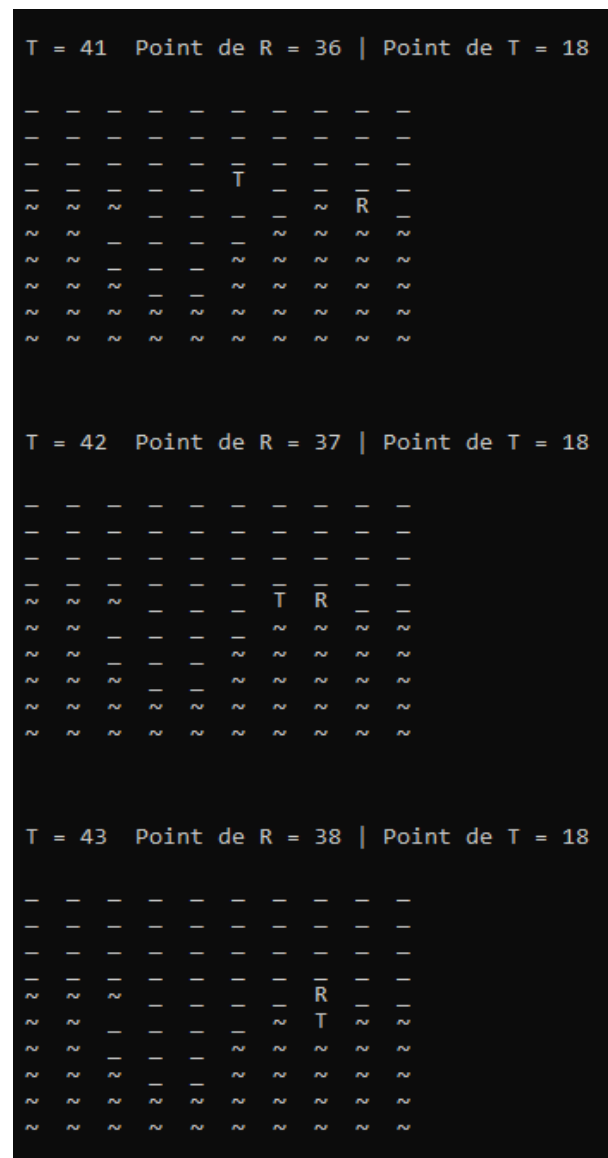 T = 41  Point de R = 36 | Point de T = 18
_ _ _ _ _ _ _ _ _ _
_ _ _ _ _ _ _ _ _ _
_ _ _ _ _ _ _ _ _ _
_ _ _ _ _ T _ _ _ _
~ ~ ~ _ _ _ _ ~ R _
~ ~ _ _ _ _ ~ ~ ~ ~
~ ~ _ _ _ ~ ~ ~ ~ ~
~ ~ ~ _ _ ~ ~ ~ ~ ~
~ ~ ~ ~ ~ ~ ~ ~ ~ ~
~ ~ ~ ~ ~ ~ ~ ~ ~ ~
T = 42  Point de R = 37 | Point de T = 18
_ _ _ _ _ _ _ _ _ _
_ _ _ _ _ _ _ _ _ _
_ _ _ _ _ _ _ _ _ _
_ _ _ _ _ _ _ _ _ _
~ ~ ~ _ _ _ T R _ _
~ ~ _ _ _ _ ~ ~ ~ ~
~ ~ _ _ _ ~ ~ ~ ~ ~
~ ~ ~ _ _ ~ ~ ~ ~ ~
~ ~ ~ ~ ~ ~ ~ ~ ~ ~
~ ~ ~ ~ ~ ~ ~ ~ ~ ~
T = 43  Point de R = 38 | Point de T = 18
_ _ _ _ _ _ _ _ _ _
_ _ _ _ _ _ _ _ _ _
_ _ _ _ _ _ _ _ _ _
_ _ _ _ _ _ _ _ _ _
~ ~ ~ _ _ _ _ R _ _
~ ~ _ _ _ _ ~ T ~ ~
~ ~ _ _ _ ~ ~ ~ ~ ~
~ ~ ~ _ _ ~ ~ ~ ~ ~
~ ~ ~ ~ ~ ~ ~ ~ ~ ~
~ ~ ~ ~ ~ ~ ~ ~ ~ ~